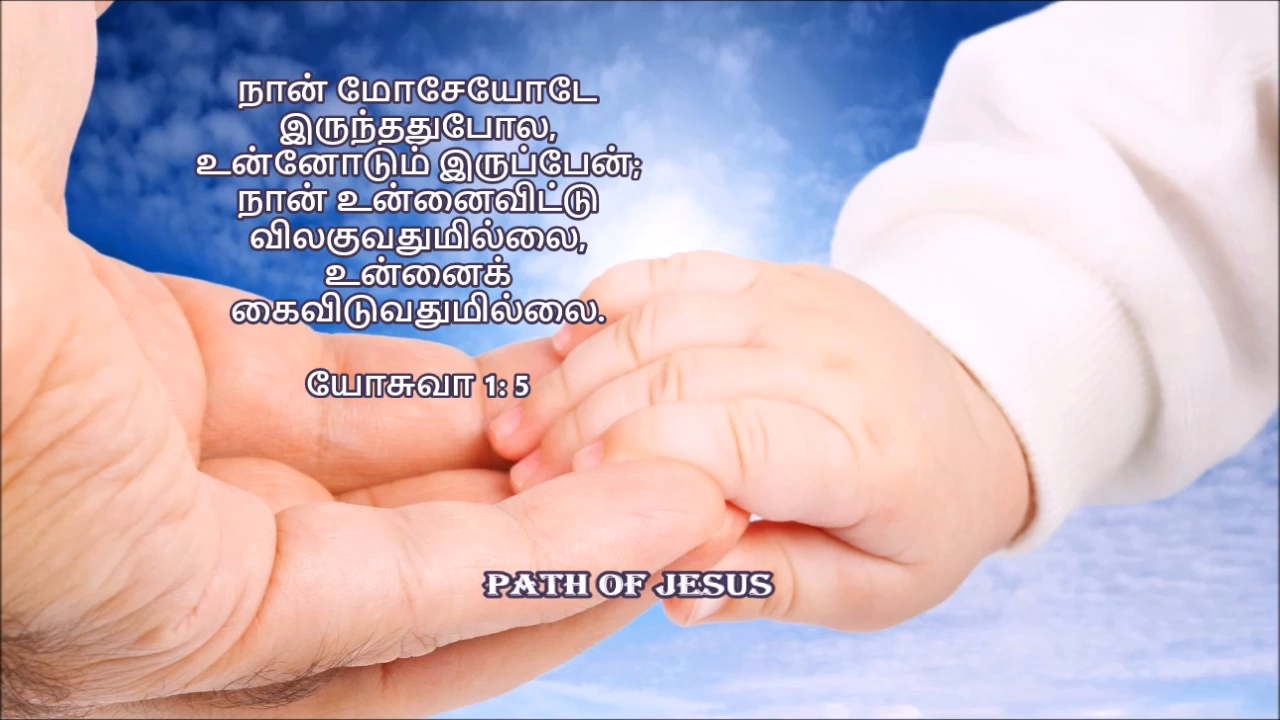 நான் மோசேயோடே
இருந்ததுபோல,
உன்னோடும் இருப்பேன்;
நான் உன்னைவிட்டு
விலகுவதுமில்லை,
உன்னைக்
கைவிடுவதுமில்லை.
யோசுவா 1: 5
PATH OF JESUS